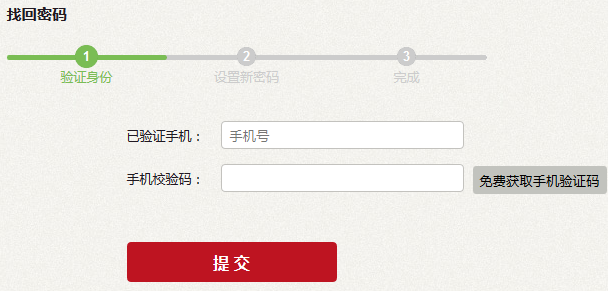 找回密码
1 2 3
验证身份 设置新密码 完成
已验证手机： 手机号
手机校验码： 免费获取手机验证码
提交